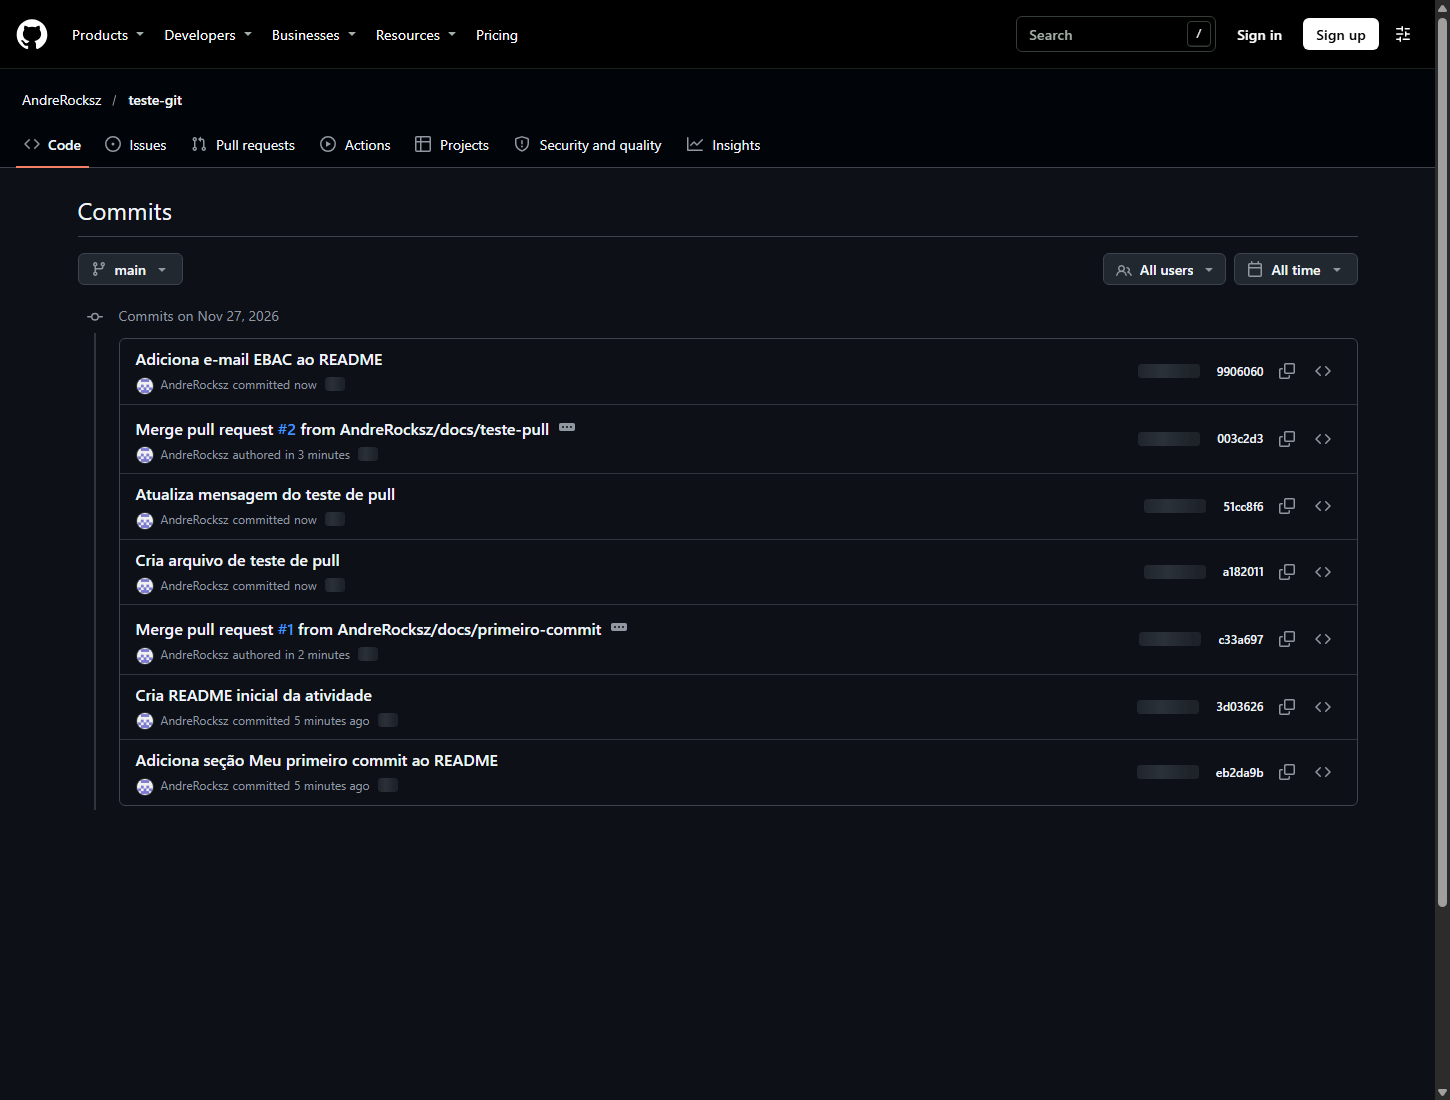 Products Developers Businesses Resources Pricing Search / Sign in Sign up
AndreRocksz / teste-git
Code Issues Pull requests Actions Projects Security and quality Insights
Commits
main All users All time
Commits on Nov 27, 2026
Adiciona e-mail EBAC ao README
AndreRocksz committed now
9906060
Merge pull request #2 from AndreRocksz/docs/teste-pull
AndreRocksz authored in 3 minutes
003c2d3
Atualiza mensagem do teste de pull
AndreRocksz committed now
51cc8f6
Cria arquivo de teste de pull
AndreRocksz committed now
a182011
Merge pull request #1 from AndreRocksz/docs/primeiro-commit
AndreRocksz authored in 2 minutes
c33a697
Cria README inicial da atividade
AndreRocksz committed 5 minutes ago
3d03626
Adiciona seção Meu primeiro commit ao README
AndreRocksz committed 5 minutes ago
eb2da9b